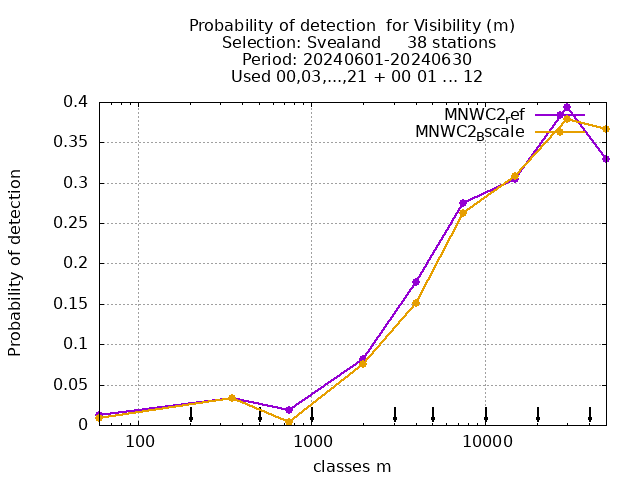 Probability of detection  for Visibility (m)
Selection: Svealand     38 stations
Period: 20240601-20240630
Used 00,03,...,21 + 00 01 ... 12
0.4
MNWC2ref
MNWC2Bscale
0.35
0.3
0.25
0.2
0.15
0.1
0.05
0
100 1000 10000
Probability of detection
classes m